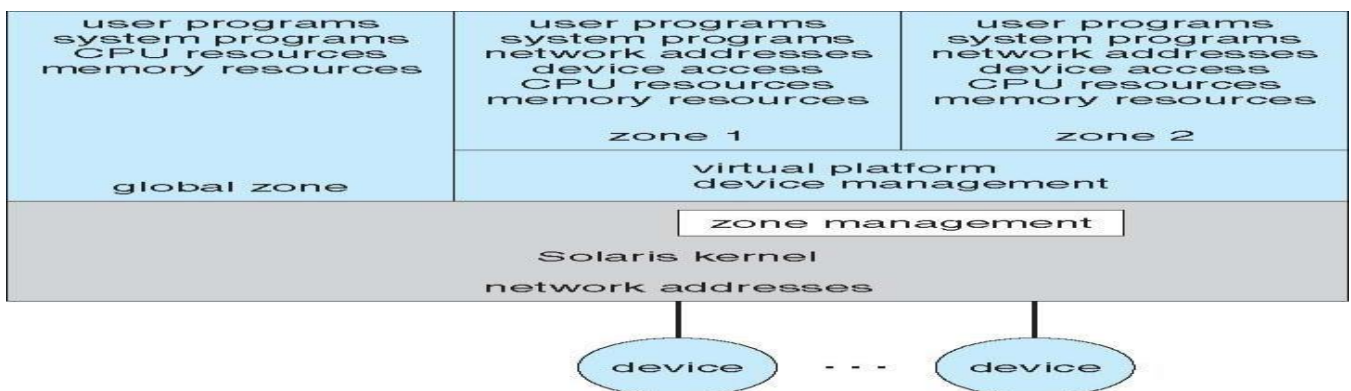 user programs
system programs
CPU resources
memory resources
global zone
user programs
system programs
network addresses
device access
CPU resources
memory resources
zone 1
user programs
system programs
network addresses
device access
CPU resources
memory resources
zone 2
virtual platform
device management
zone management
Solaris kernel
network addresses
device
. . .
device